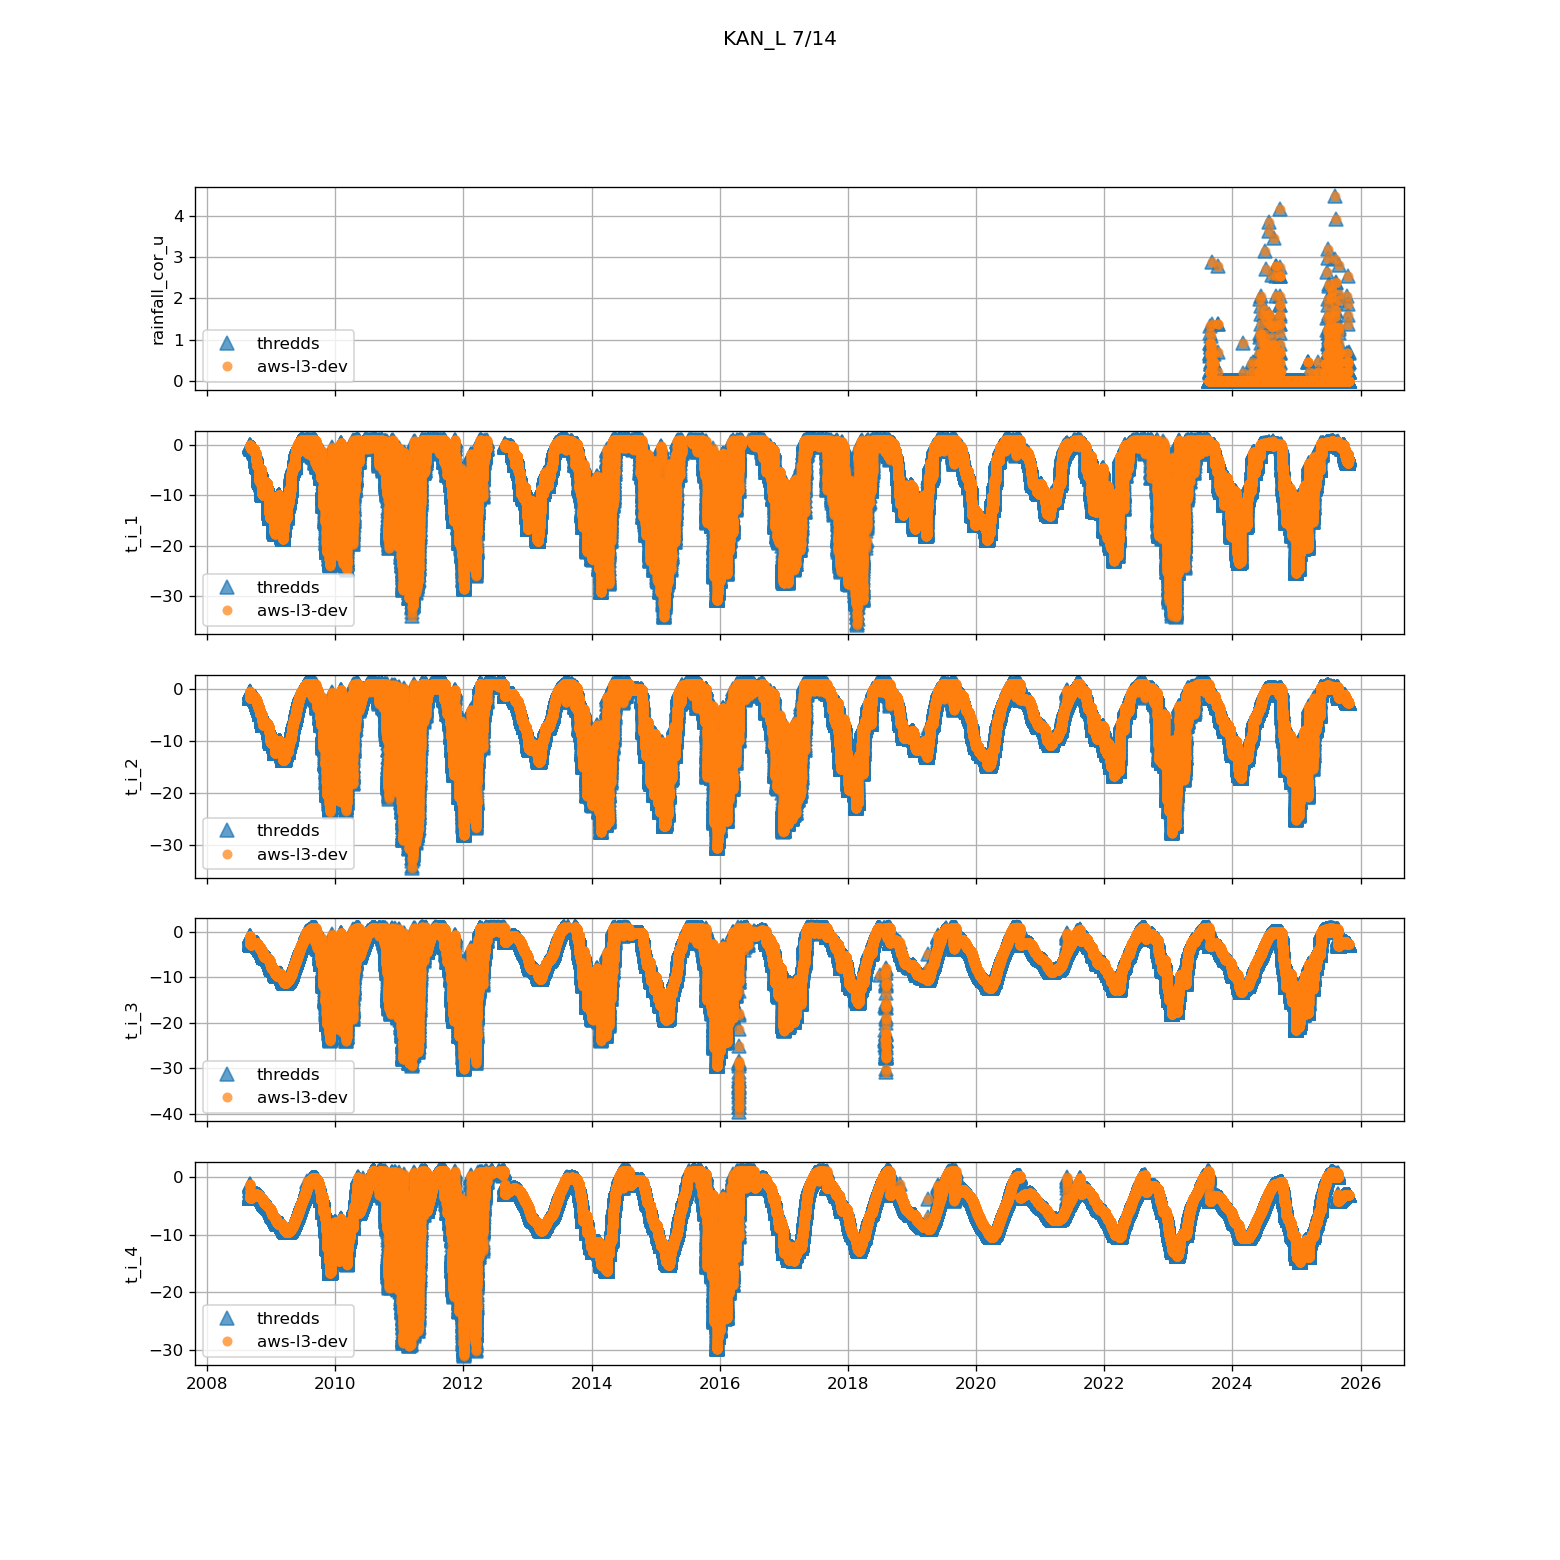 KAN_L 7/14
rainfall_cor_u
4
3
2
1
0
thredds
aws-l3-dev
t_i_1
0
−10
−20
−30
thredds
aws-l3-dev
t_i_2
0
−10
−20
−30
thredds
aws-l3-dev
t_i_3
0
−10
−20
−30
−40
thredds
aws-l3-dev
t_i_4
0
−10
−20
−30
thredds
aws-l3-dev
2008 2010 2012 2014 2016 2018 2020 2022 2024 2026